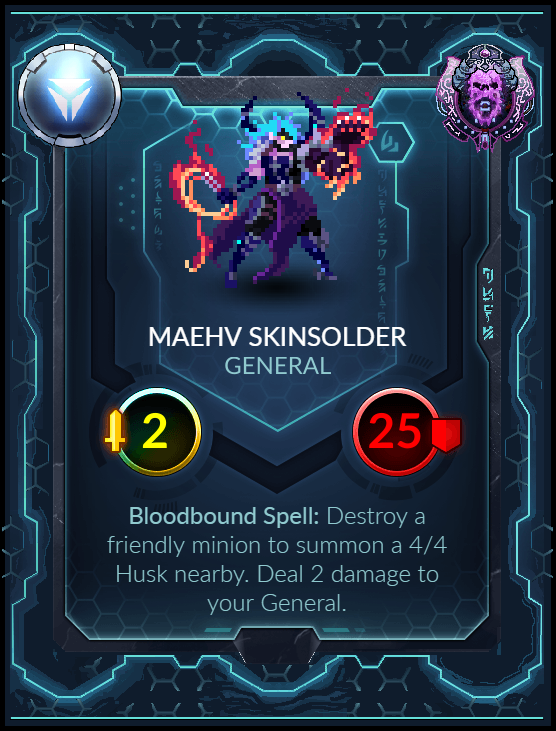 MAEHV SKINSOLDER
GENERAL
2
25
Bloodbound Spell: Destroy a
friendly minion to summon a 4/4
Husk nearby. Deal 2 damage to
your General.